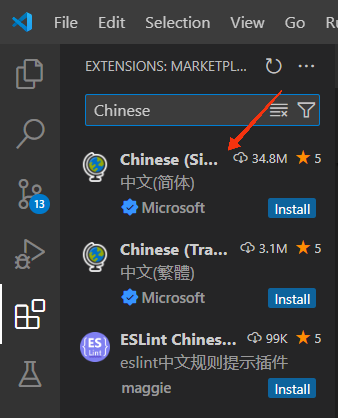 File Edit Selection View Go
EXTENSIONS: MARKETPL...
Chinese
Chinese (Si... 34.8M 5
中文(简体)
Microsoft Install
13
Chinese (Tra... 3.1M 5
中文(繁體)
Microsoft Install
ESLint Chines... 99K 5
ES
Lint
eslint中文规则提示插件
maggie Install